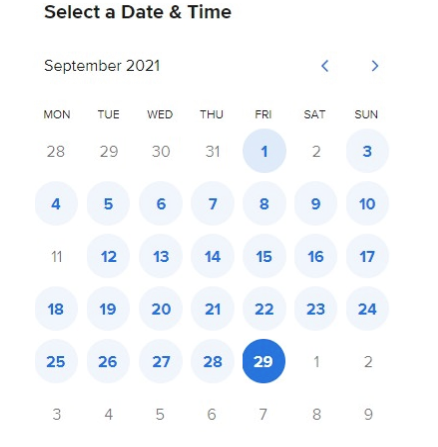 Select a Date & Time
September 2021
MON TUE WED THU FRI SAT SUN
28 29 30 31 1 2 3
4 5 6 7 8 9 10
11 12 13 14 15 16 17
18 19 20 21 22 23 24
25 26 27 28 29 1 2
3 4 5 6 7 8 9